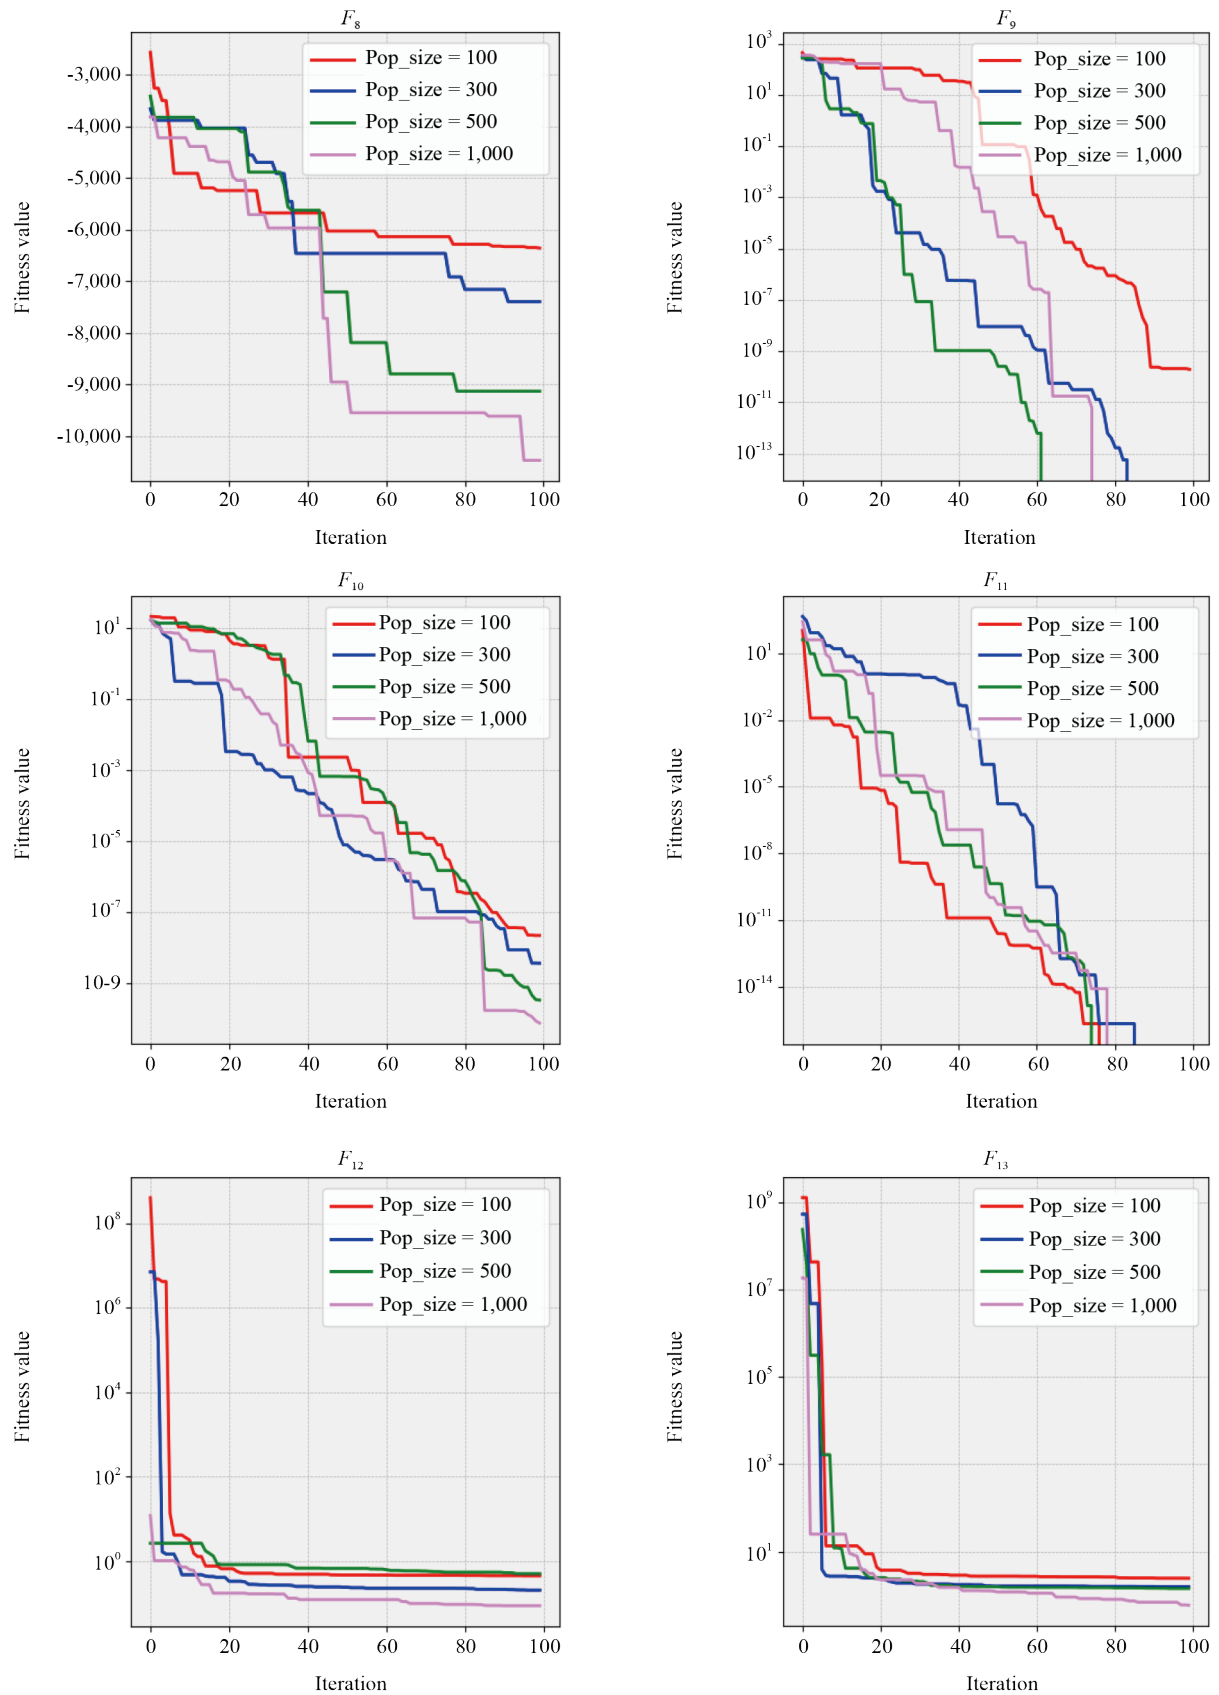 F8
Fitness value
-3,000
-4,000
-5,000
-6,000
-7,000
-8,000
-9,000
-10,000
Pop_size = 100
Pop_size = 300
Pop_size = 500
Pop_size = 1,000
0 20 40 60 80 100
Iteration
F9
Fitness value
10^3
10^1
10^-1
10^-3
10^-5
10^-7
10^-9
10^-11
10^-13
Pop_size = 100
Pop_size = 300
Pop_size = 500
Pop_size = 1,000
0 20 40 60 80 100
Iteration
F10
Fitness value
10^1
10^-1
10^-3
10^-5
10^-7
10-9
Pop_size = 100
Pop_size = 300
Pop_size = 500
Pop_size = 1,000
0 20 40 60 80 100
Iteration
F11
Fitness value
10^1
10^-2
10^-5
10^-8
10^-11
10^-14
Pop_size = 100
Pop_size = 300
Pop_size = 500
Pop_size = 1,000
0 20 40 60 80 100
Iteration
F12
Fitness value
10^8
10^6
10^4
10^2
10^0
Pop_size = 100
Pop_size = 300
Pop_size = 500
Pop_size = 1,000
0 20 40 60 80 100
Iteration
F13
Fitness value
10^9
10^7
10^5
10^3
10^1
Pop_size = 100
Pop_size = 300
Pop_size = 500
Pop_size = 1,000
0 20 40 60 80 100
Iteration